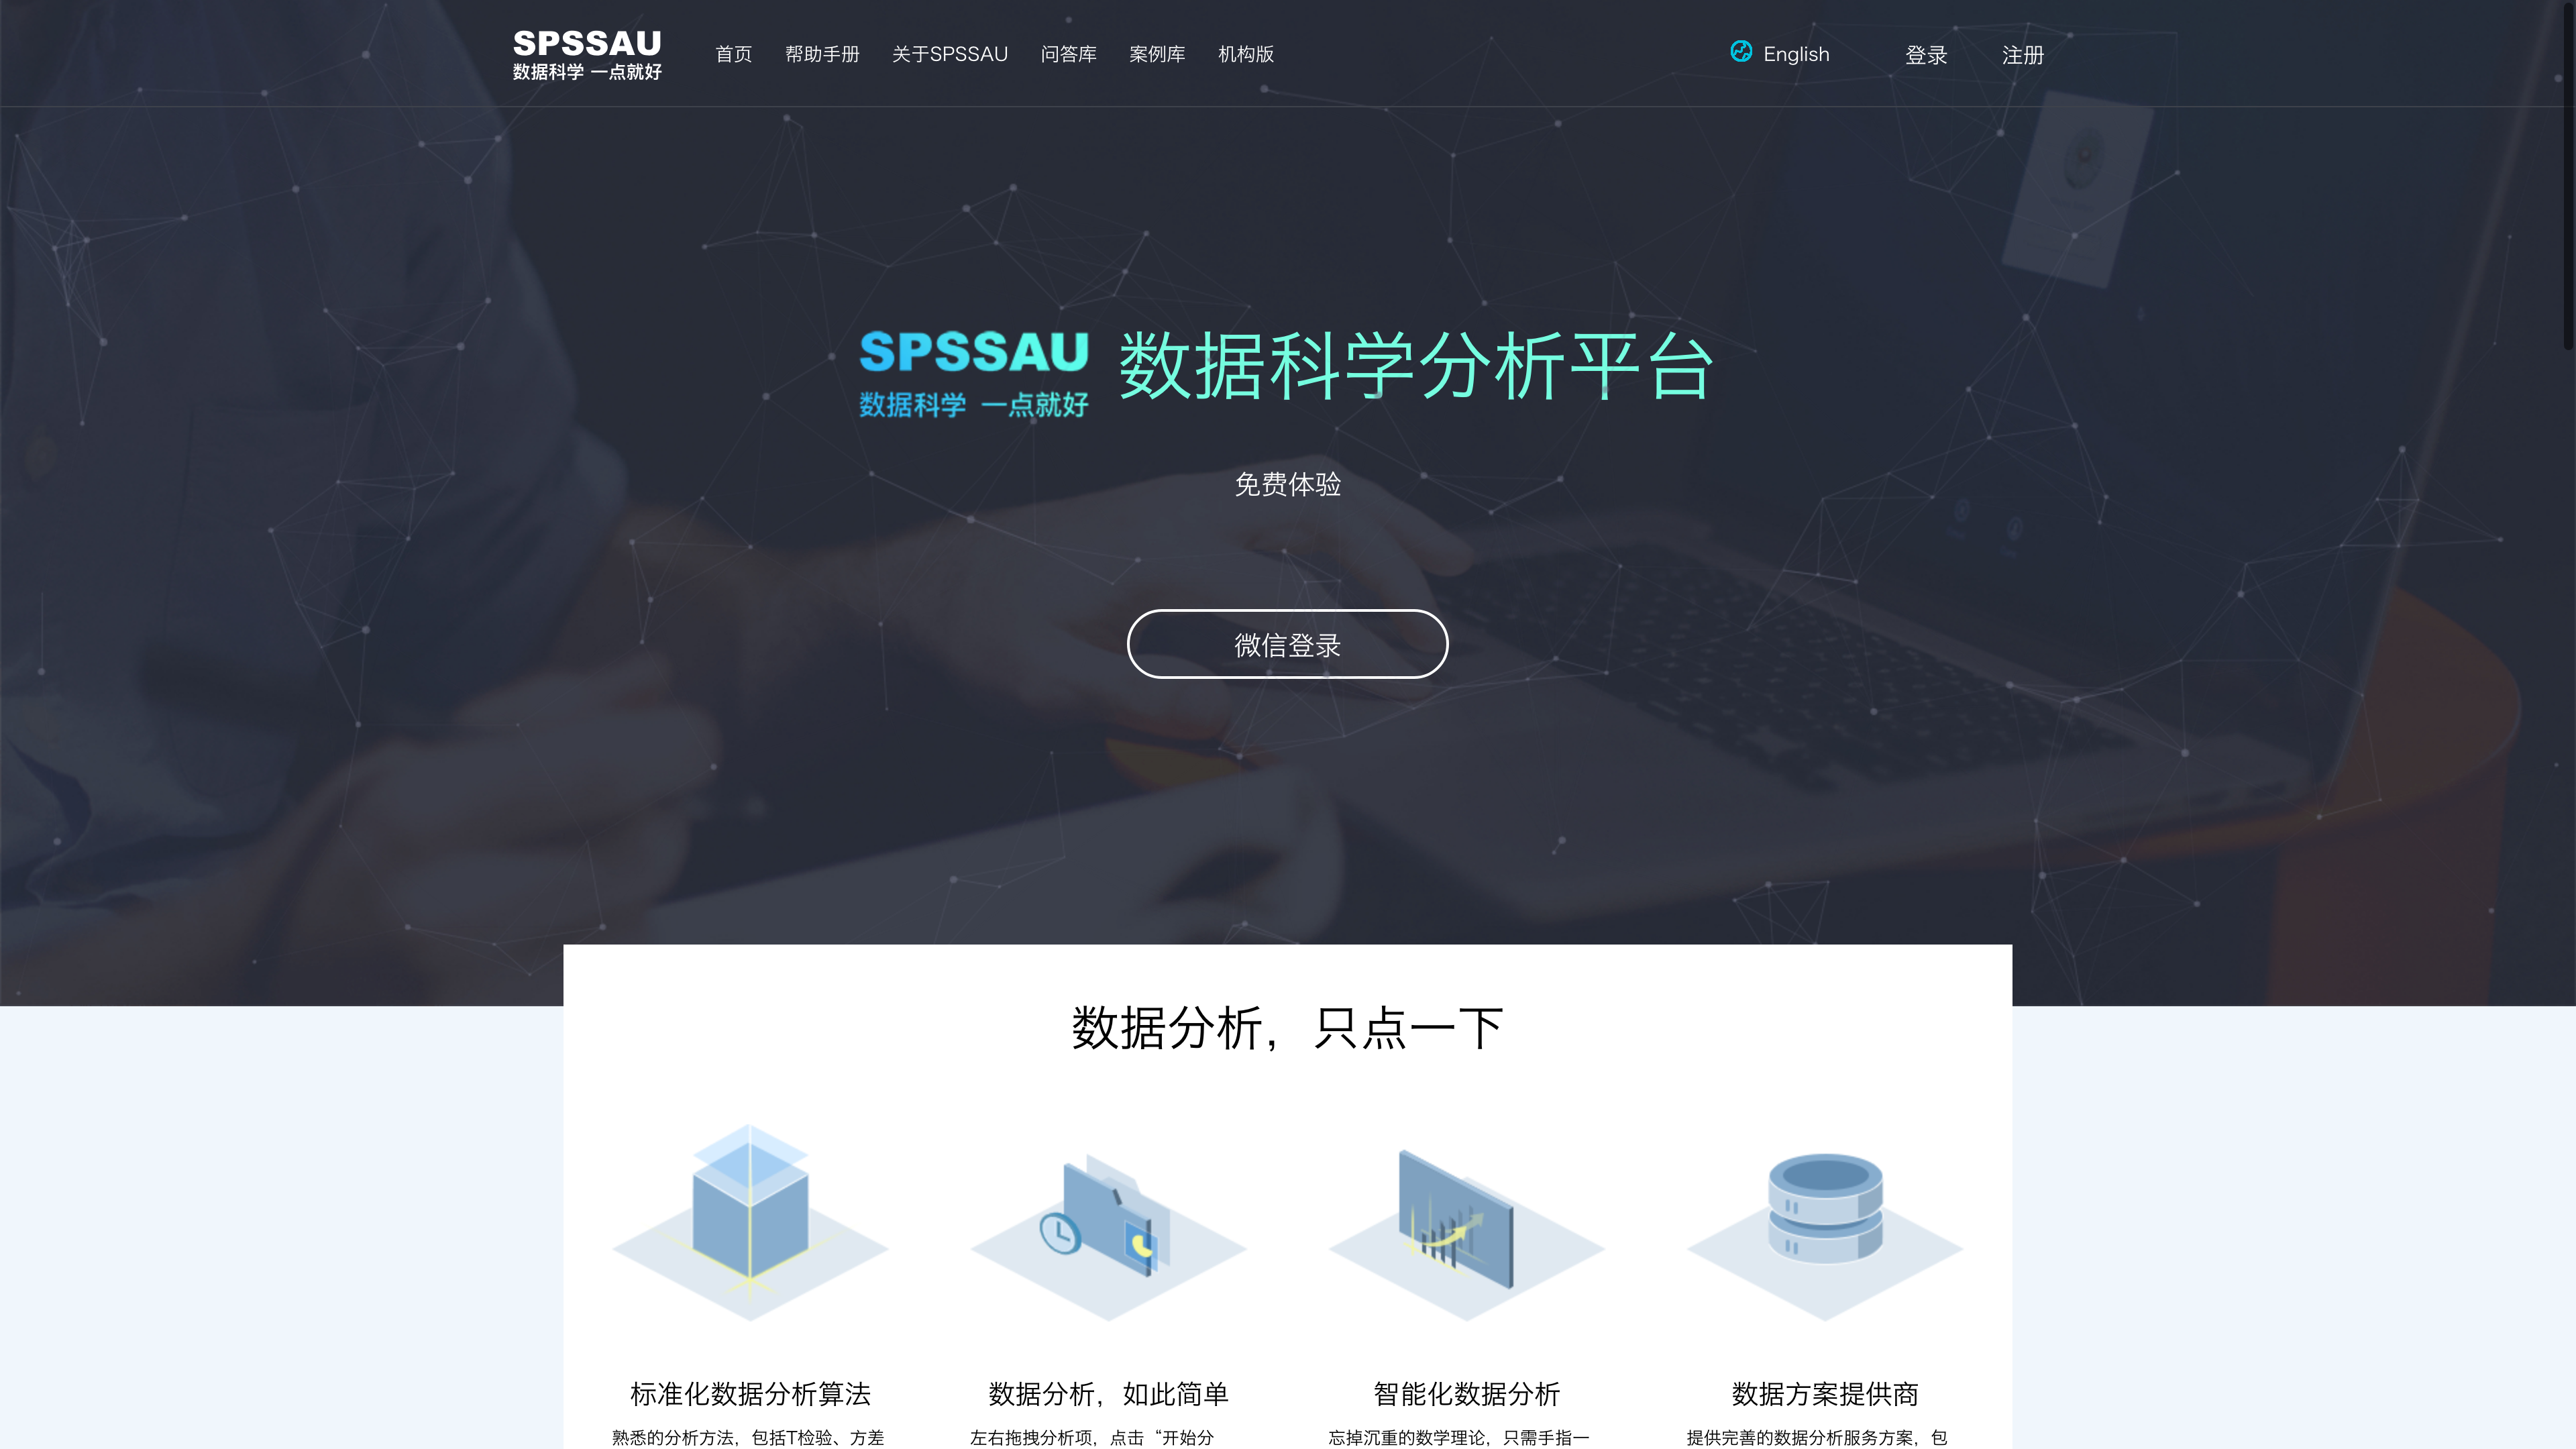 SPSSAU
数据科学 一点就好
首页 帮助手册 关于SPSSAU 问答库 案例库 机构版
English 登录 注册
SPSSAU
数据科学 一点就好
数据科学分析平台
免费体验
微信登录
数据分析，只点一下
标准化数据分析算法
熟悉的分析方法，包括T检验、方差
数据分析，如此简单
左右拖拽分析项，点击“开始分
智能化数据分析
忘掉沉重的数学理论，只需手指一
数据方案提供商
提供完善的数据分析服务方案，包